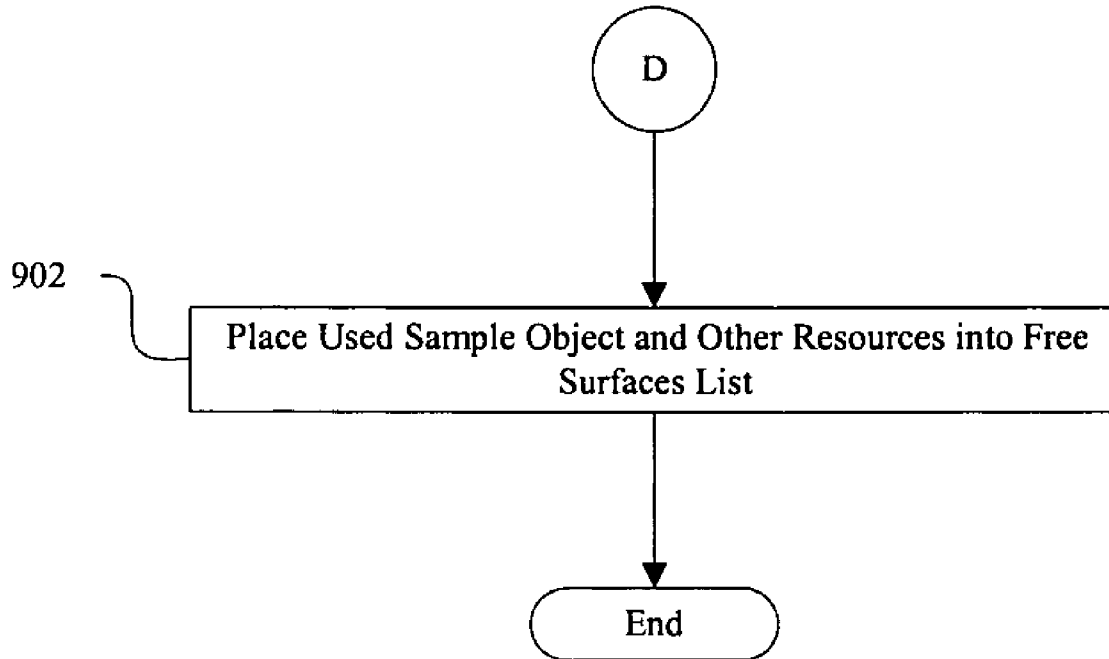 D
902
Place Used Sample Object and Other Resources into Free
Surfaces List
End